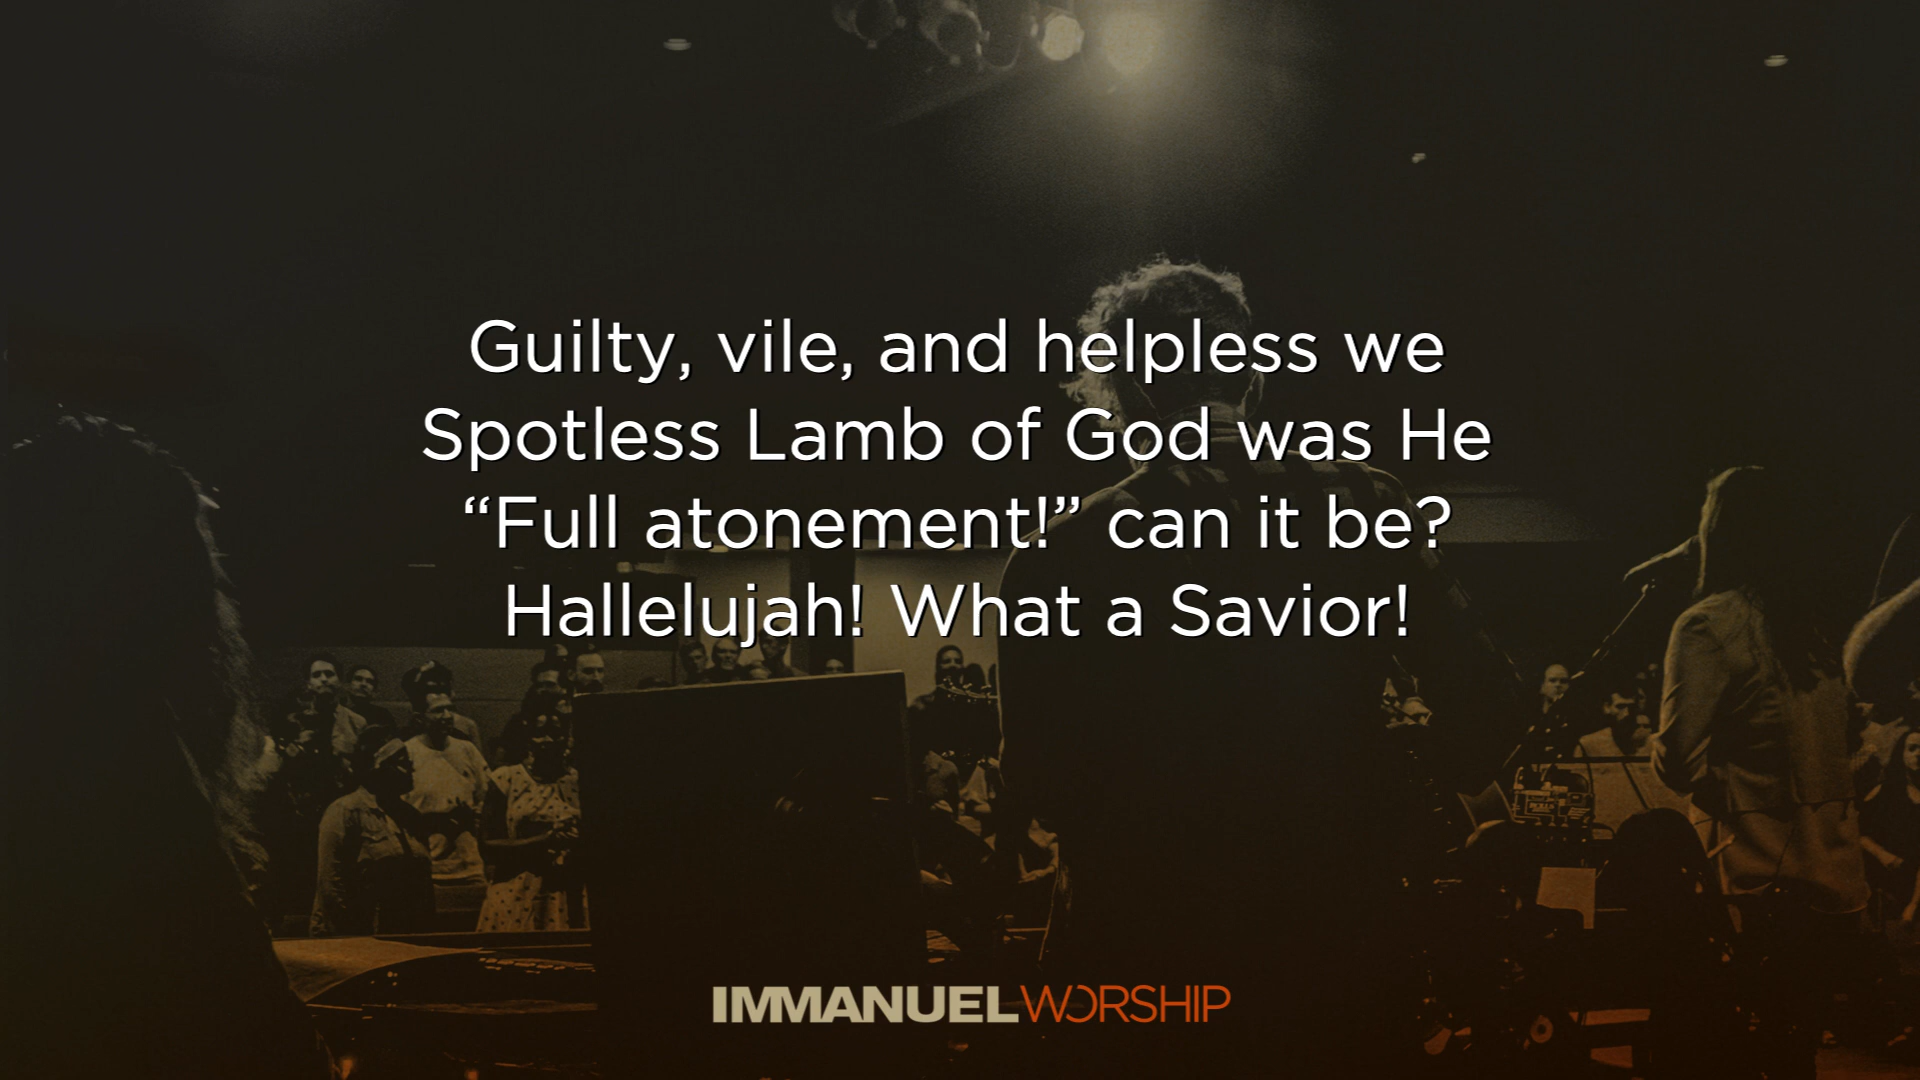 Guilty, vile, and helpless we
Spotless Lamb of God was He
“Full atonement!” can it be?
Hallelujah! What a Savior!
IMMANUELWORSHIP